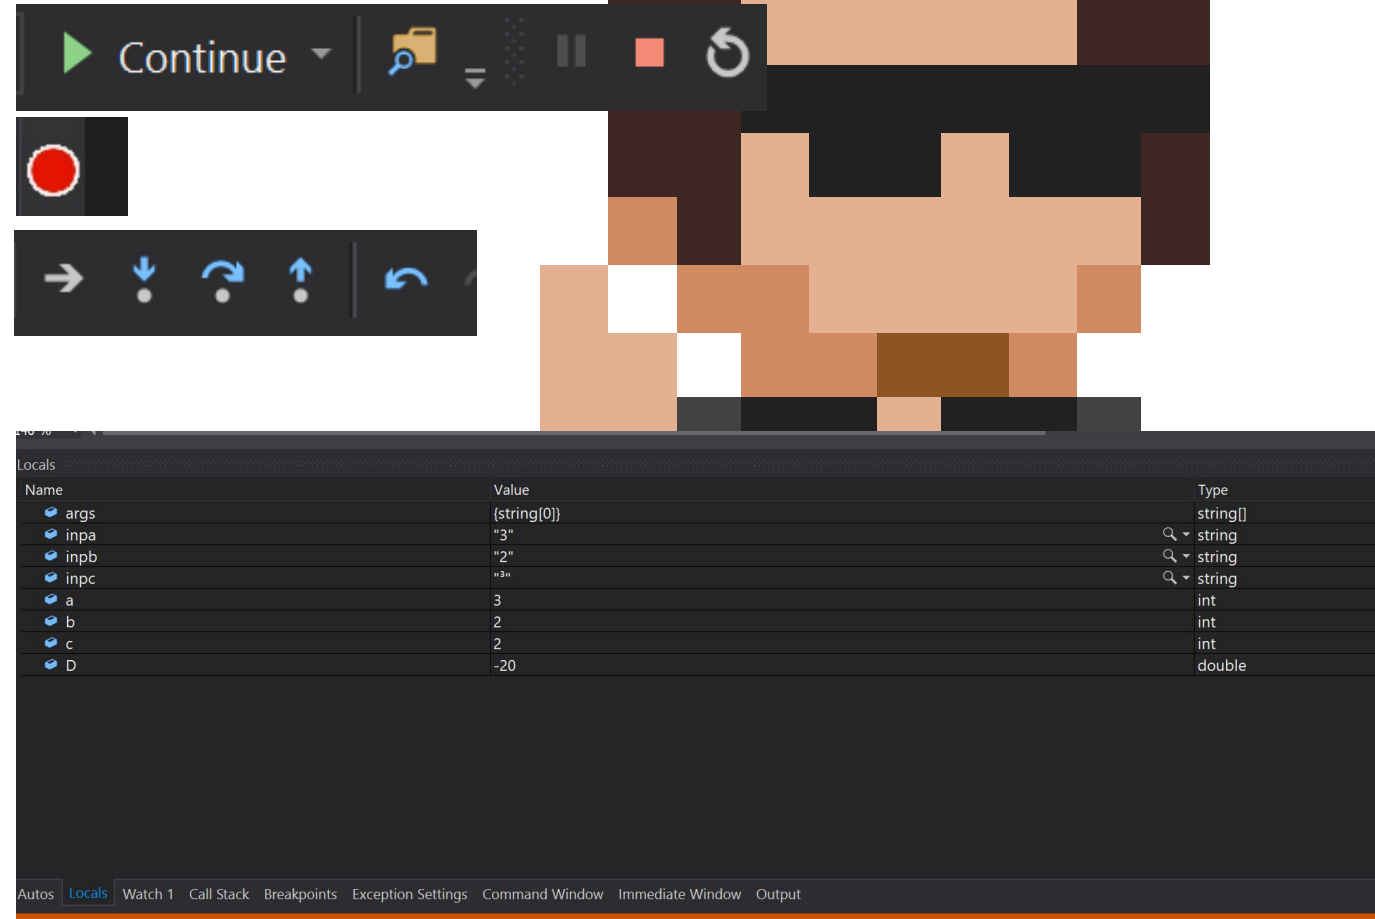 Continue
Locals
Name Value Type
args {string[0]} string[]
inpa "3" string
inpb "2" string
inpc "³" string
a 3 int
b 2 int
c 2 int
D -20 double
Autos Locals Watch 1 Call Stack Breakpoints Exception Settings Command Window Immediate Window Output